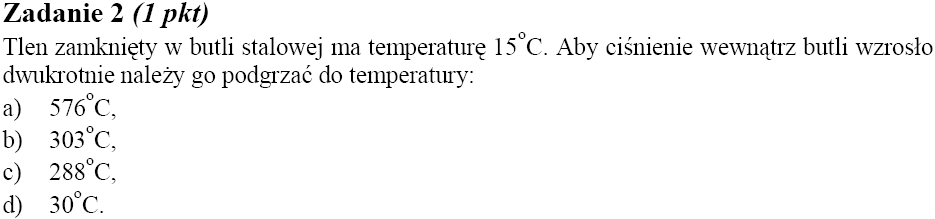 Zadanie 2 (1 pkt)
Tlen zamknięty w butli stalowej ma temperaturę 15°C. Aby ciśnienie wewnątrz butli wzrosło
dwukrotnie należy go podgrzać do temperatury:
a) 576°C,
b) 303°C,
c) 288°C,
d) 30°C.